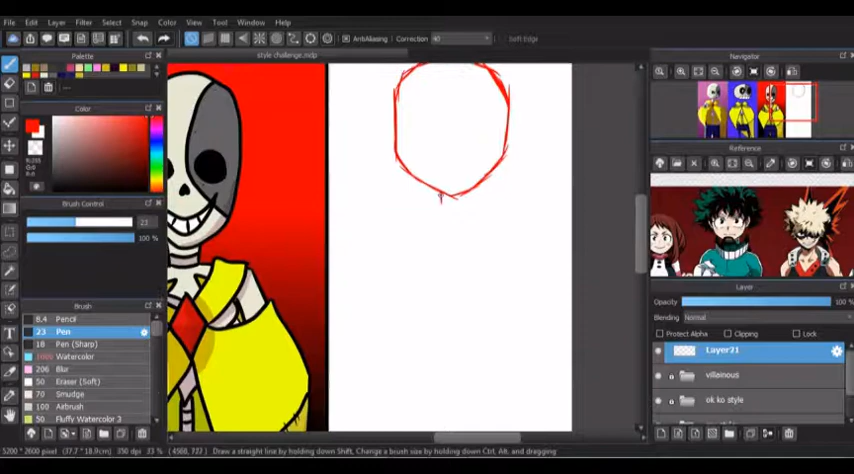 File Edit Layer Filter Select Snap Color View Tool Window Help
AntiAliasing Correction 40 Soft Edge
style challenge.mdp
Palette
Color
Brush Control
23
100 %
Brush
8.4 Pencil
23 Pen
18 Pen (Sharp)
Watercolor
206 Blur
50 Eraser (Soft)
70 Smudge
100 Airbrush
50 Fluffy Watercolor 3
Navigator
Reference
Layer
Opacity 100 %
Blending Normal
Protect Alpha Clipping Lock
Layer21
villainous
ok ko style
5200 * 2600 pixel (37.7 * 18.9cm) 350 dpi 33 % Draw a straight line by holding down Shift, Change a brush size by holding down Ctrl, Alt, and dragging